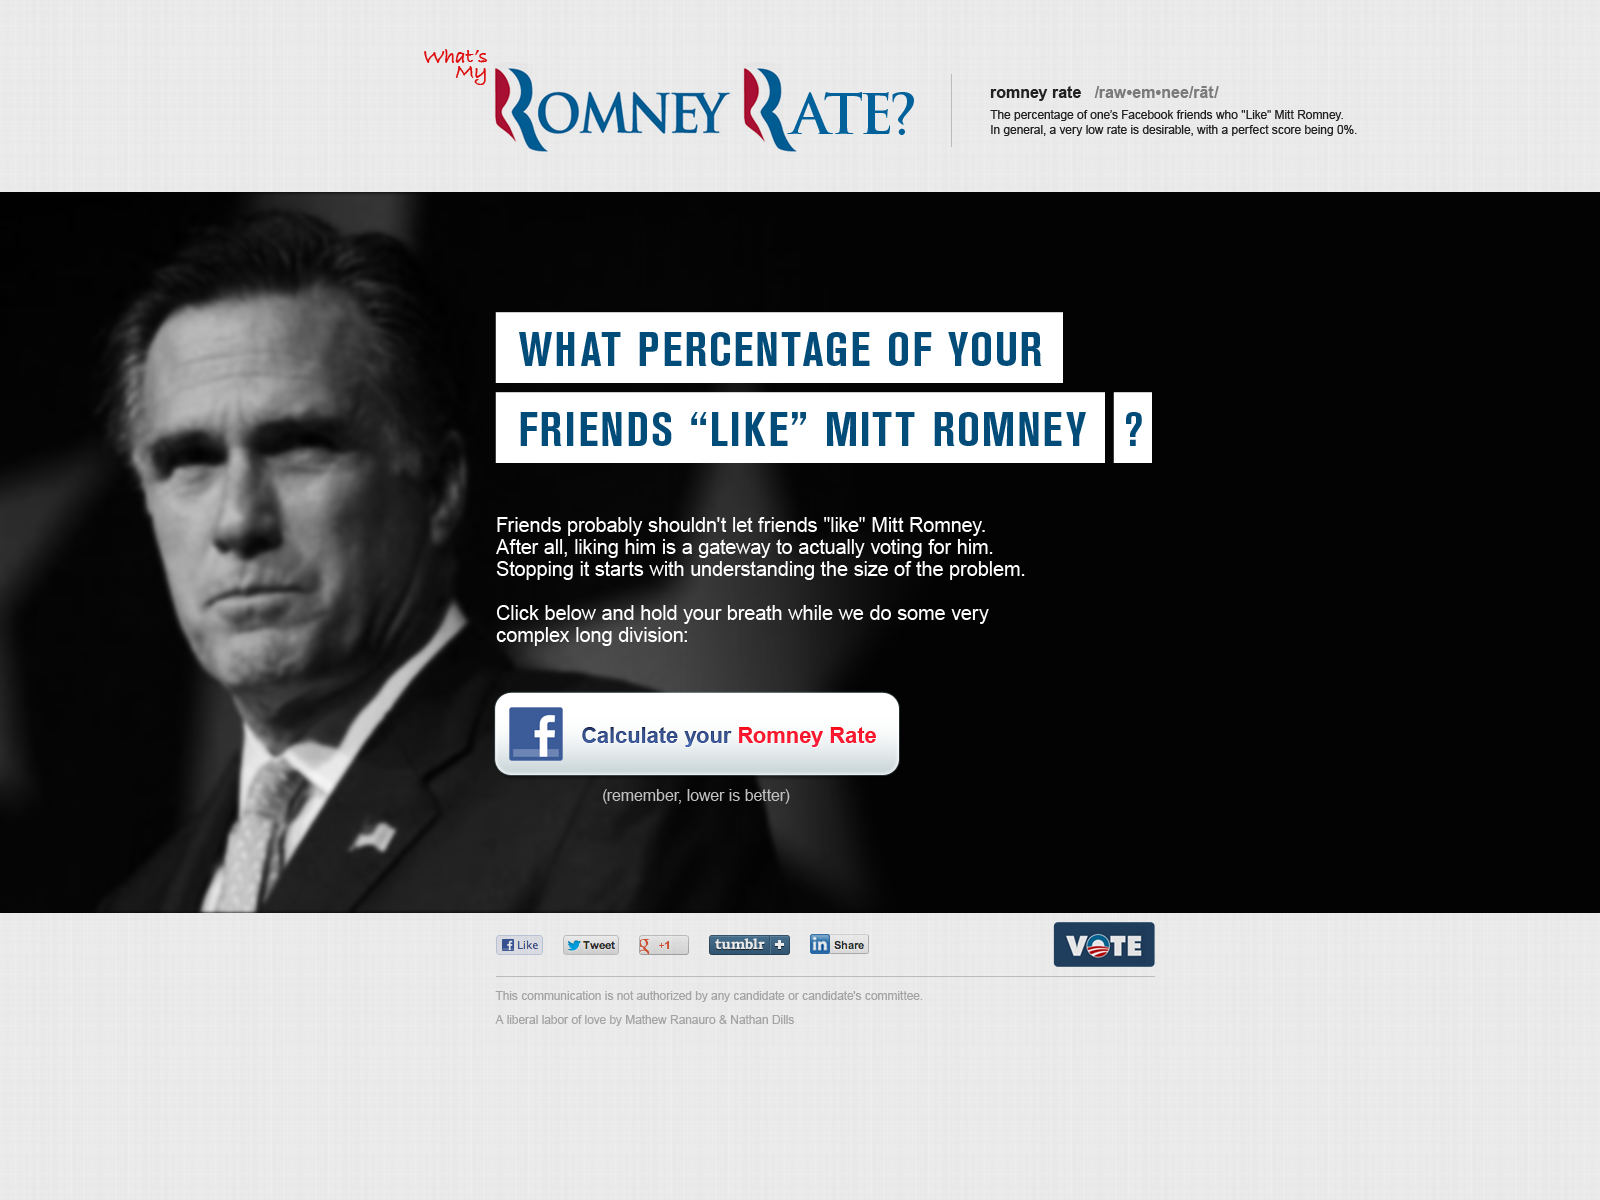 What's
My
ROMNEY RATE?
romney rate /raw•em•nee/rāt/
The percentage of one's Facebook friends who "Like" Mitt Romney.
In general, a very low rate is desirable, with a perfect score being 0%.
WHAT PERCENTAGE OF YOUR
FRIENDS “LIKE” MITT ROMNEY ?
Friends probably shouldn't let friends "like" Mitt Romney.
After all, liking him is a gateway to actually voting for him.
Stopping it starts with understanding the size of the problem.
Click below and hold your breath while we do some very
complex long division:
f Calculate your Romney Rate
(remember, lower is better)
f Like Tweet g +1 tumblr + in Share VOTE
This communication is not authorized by any candidate or candidate's committee.
A liberal labor of love by Mathew Ranauro & Nathan Dills